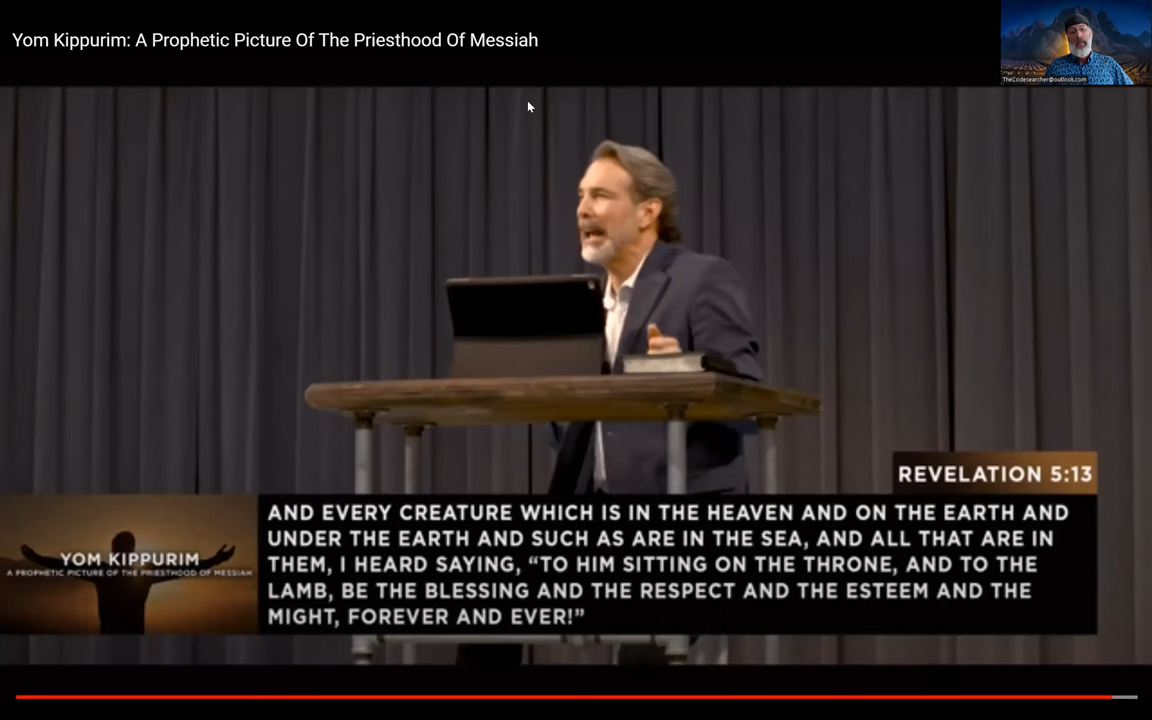 Yom Kippurim: A Prophetic Picture Of The Priesthood Of Messiah
TheCodesearcher@outlook.com
REVELATION 5:13
AND EVERY CREATURE WHICH IS IN THE HEAVEN AND ON THE EARTH AND
UNDER THE EARTH AND SUCH AS ARE IN THE SEA, AND ALL THAT ARE IN
THEM, I HEARD SAYING, “TO HIM SITTING ON THE THRONE, AND TO THE
LAMB, BE THE BLESSING AND THE RESPECT AND THE ESTEEM AND THE
MIGHT, FOREVER AND EVER!”
YOM KIPPURIM
A PROPHETIC PICTURE OF THE PRIESTHOOD OF MESSIAH